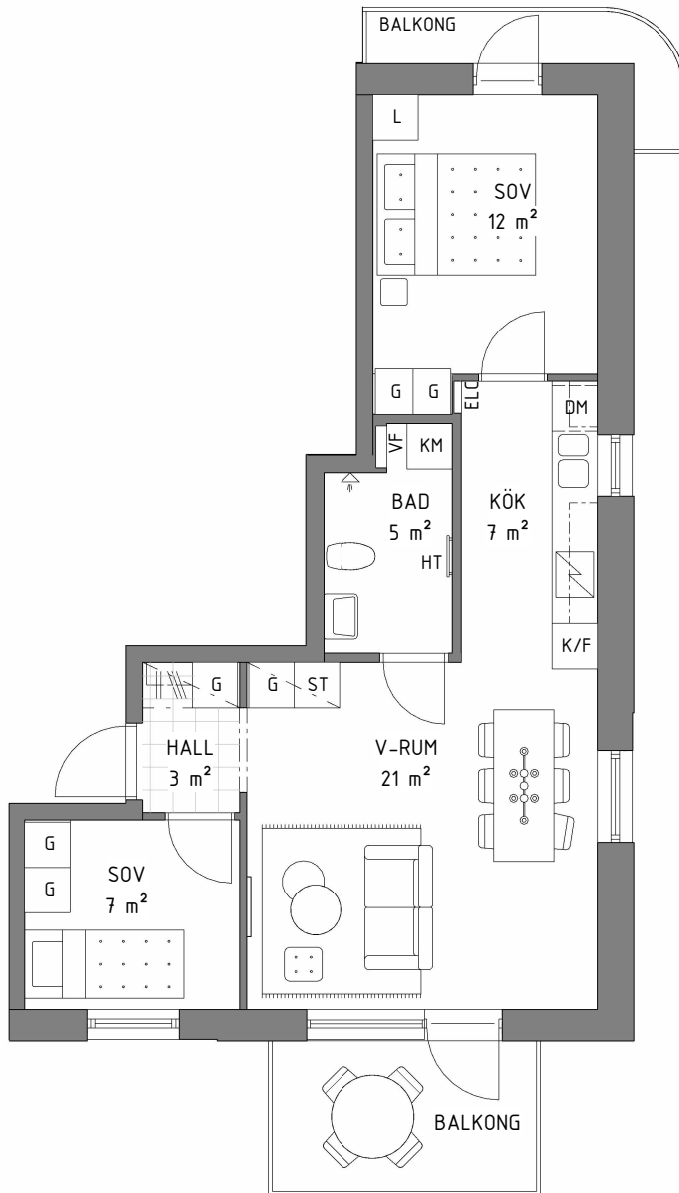 BALKONG
L
SOV
12 m²
G
G
ELC
DM
VF
KM
BAD
5 m²
KÖK
7 m²
HT
K/F
G
G
ST
HALL
3 m²
V-RUM
21 m²
G
G
SOV
7 m²
BALKONG